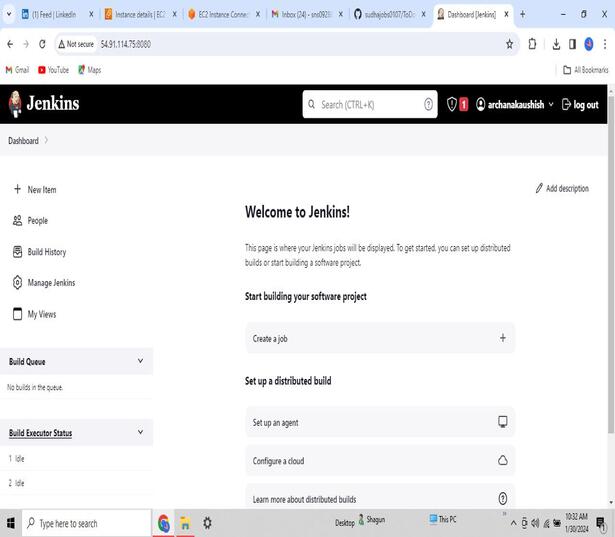 (1) Feed | LinkedIn
Instance details | EC2
EC2 Instance Connect
Inbox (24) - sns0928
sudhajobs0107/ToDo
Dashboard [Jenkins]
Not secure
54.91.114.75:8080
Gmail
YouTube
Maps
All Bookmarks
Jenkins
Search (CTRL+K)
1
archanakaushish
log out
Dashboard
New Item
People
Build History
Manage Jenkins
My Views
Build Queue
No builds in the queue.
Build Executor Status
1 Idle
2 Idle
Add description
Welcome to Jenkins!
This page is where your Jenkins jobs will be displayed. To get started, you can set up distributed
builds or start building a software project.
Start building your software project
Create a job
Set up a distributed build
Set up an agent
Configure a cloud
Learn more about distributed builds
Type here to search
Desktop
Shagun
This PC
10:32 AM
1/30/2024